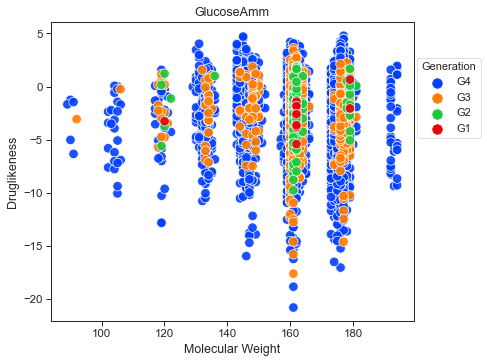 GlucoseAmm
5
0
−5
−10
−15
−20
Druglikeness
100
120
140
160
180
Molecular Weight
Generation
G4
G3
G2
G1